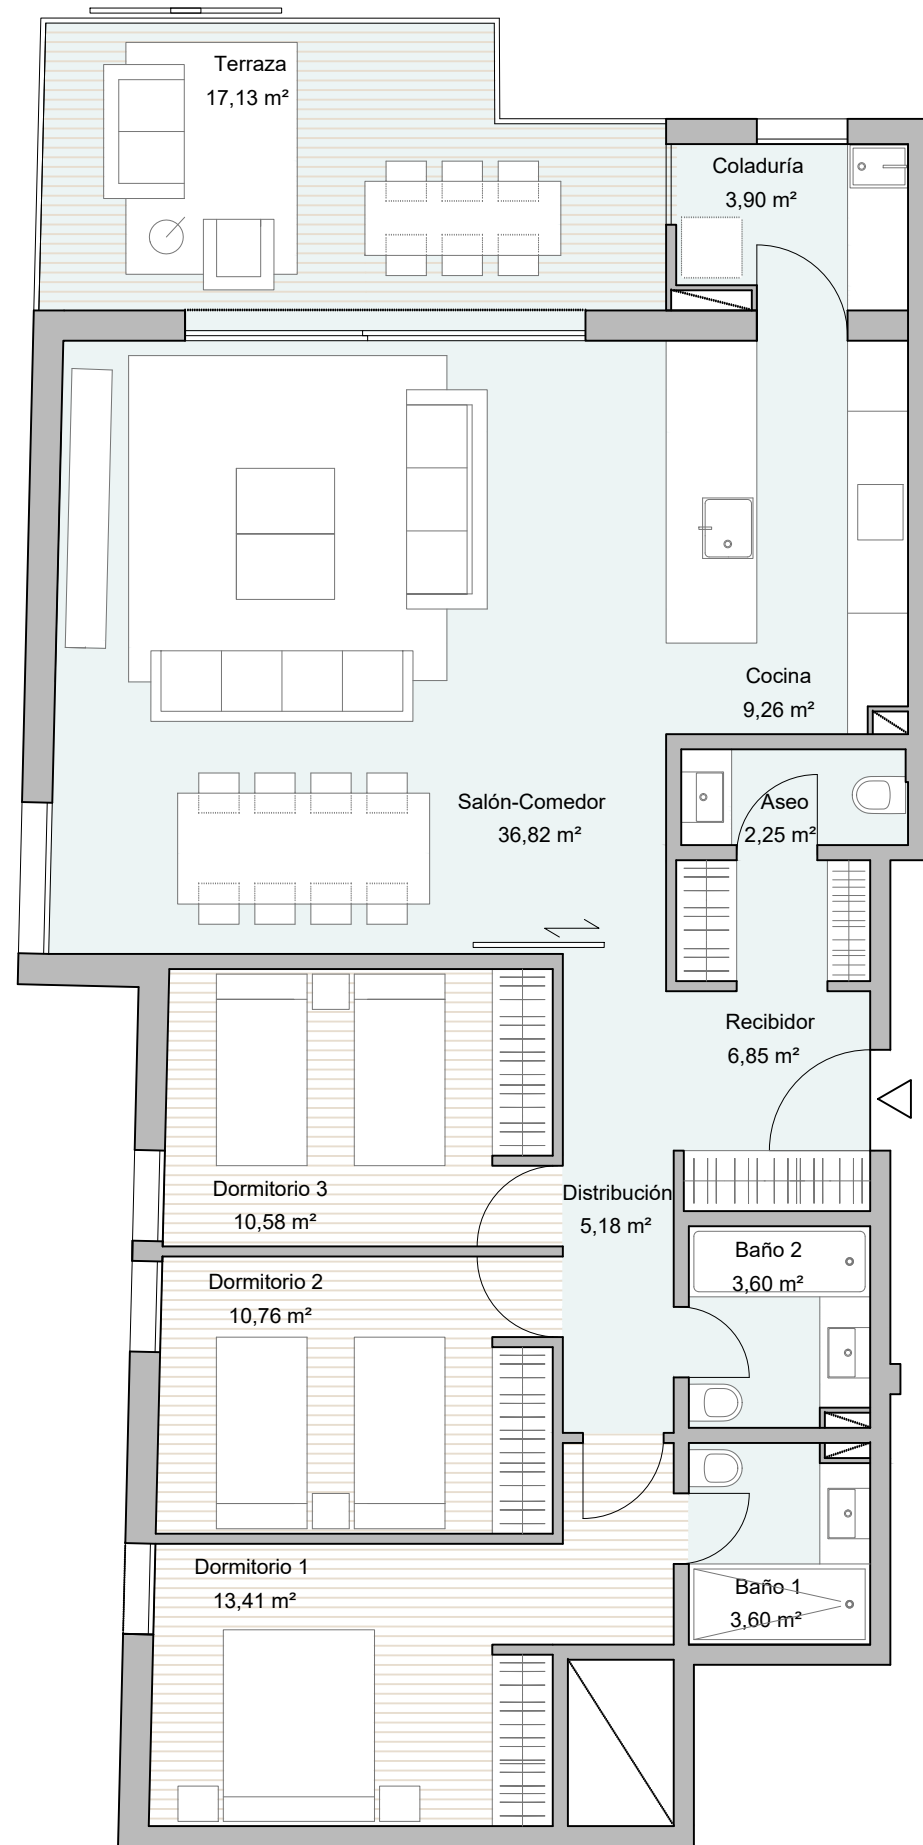 Terraza
17,13 m²
Coladuría
3,90 m²
Cocina
9,26 m²
Salón-Comedor
36,82 m²
Aseo
2,25 m²
Recibidor
6,85 m²
Dormitorio 3
10,58 m²
Distribución
5,18 m²
Baño 2
3,60 m²
Dormitorio 2
10,76 m²
Dormitorio 1
13,41 m²
Baño 1
3,60 m²